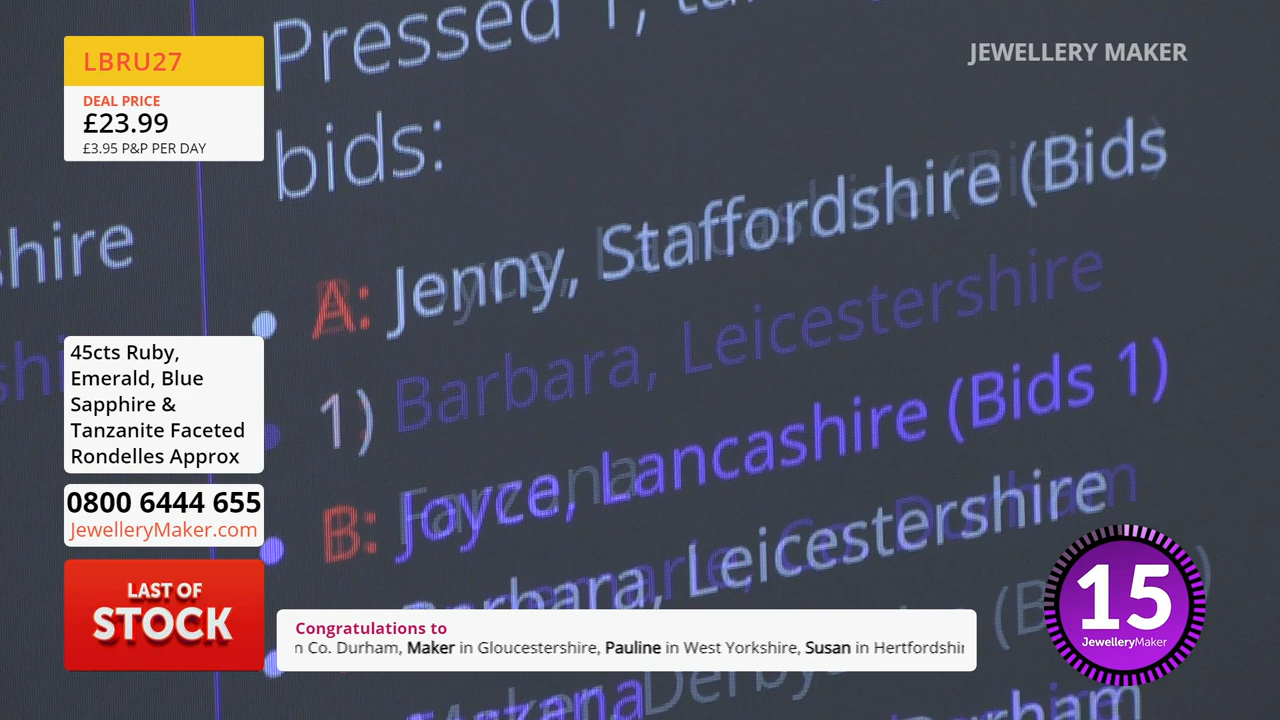 LBRU27
DEAL PRICE
£23.99
£3.95 P&P PER DAY
JEWELLERY MAKER
Pressed 1,
bids:
shire
A: Jenny, Staffordshire (Bids
1) Barbara, Leicestershire
B: Joyce, Lancashire (Bids 1)
Barbara, Leicestershire
45cts Ruby,
Emerald, Blue
Sapphire &
Tanzanite Faceted
Rondelles Approx
0800 6444 655
JewelleryMaker.com
LAST OF
STOCK
Congratulations to
n Co. Durham, Maker in Gloucestershire, Pauline in West Yorkshire, Susan in Hertfordshir
15
JewelleryMaker